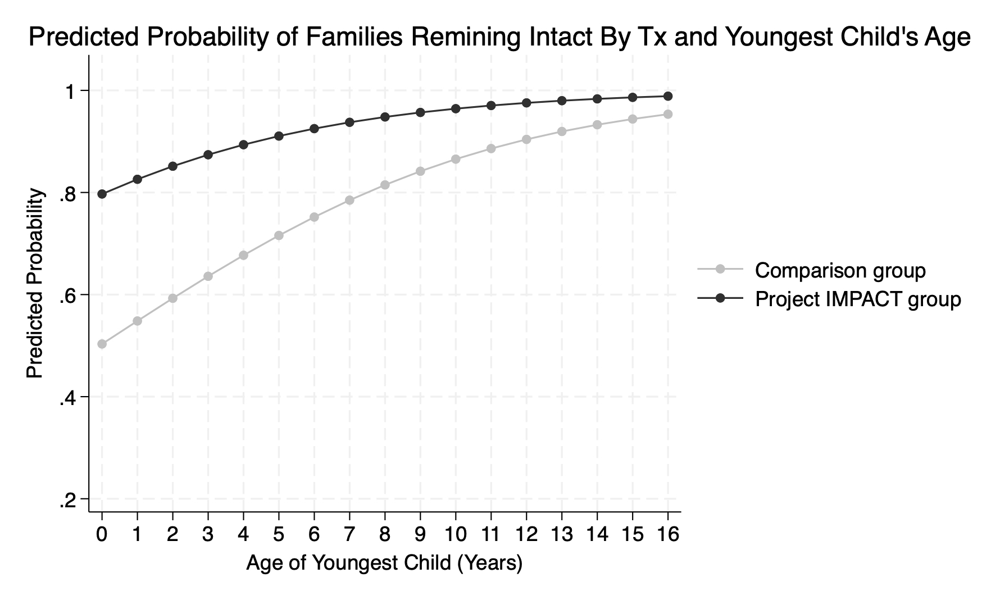 Predicted Probability of Families Remining Intact By Tx and Youngest Child's Age
Predicted Probability
1
.8
.6
.4
.2
0 1 2 3 4 5 6 7 8 9 10 11 12 13 14 15 16
Age of Youngest Child (Years)
Comparison group
Project IMPACT group